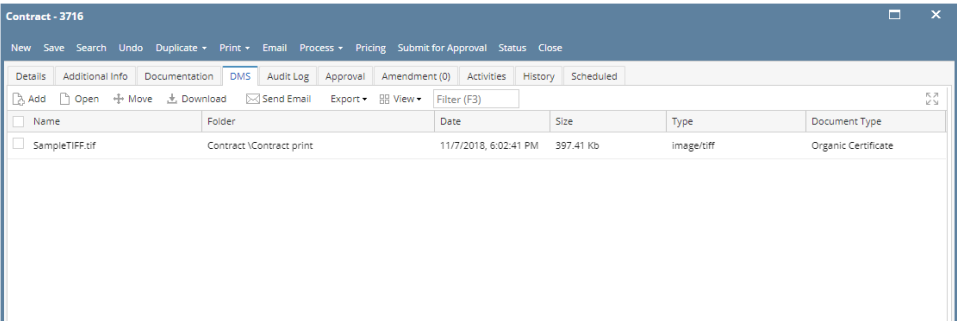 Contract - 3716
New Save Search Undo Duplicate Print Email Process Pricing Submit for Approval Status Close
Details Additional Info Documentation DMS Audit Log Approval Amendment (0) Activities History Scheduled
Add Open Move Download Send Email Export View Filter (F3)
Name Folder Date Size Type Document Type
SampleTIFF.tif Contract \Contract print 11/7/2018, 6:02:41 PM 397.41 Kb image/tiff Organic Certificate